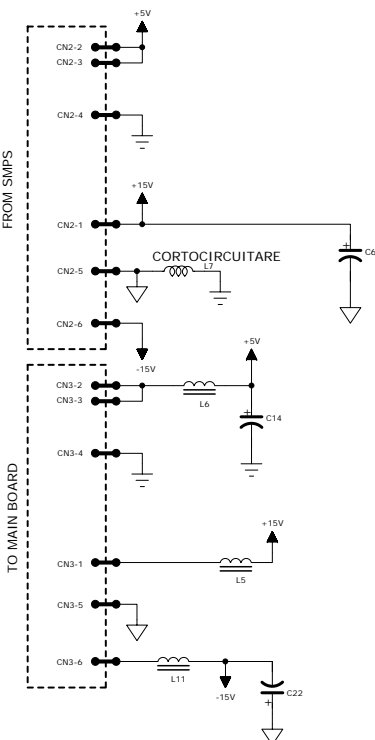 +5V
CN2-2
CN2-3
CN2-4
FROM SMPS
+15V
CN2-1
+
C6
CORTOCIRCUITARE
L7
CN2-5
CN2-6
-15V
+5V
CN3-2
CN3-3
L6
+
C14
CN3-4
TO MAIN BOARD
+15V
CN3-1
L5
CN3-5
CN3-6
L11
-15V
C22
+